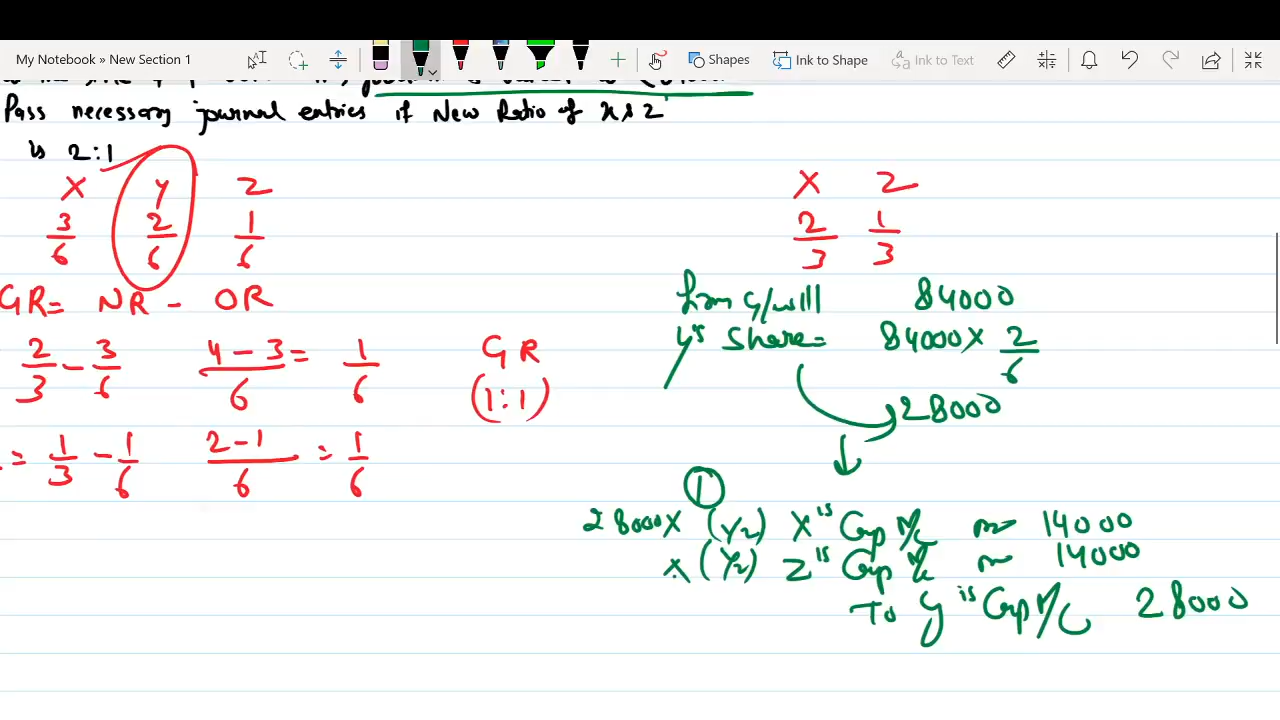 My Notebook » New Section 1
Shapes
Ink to Shape
Ink to Text
Pass necessary journal entries if New Ratio of X & Z
is 2:1
X Y Z
3/6 2/6 1/6
X Z
2/3 1/3
GR = NR - OR
2/3 - 3/6 4-3/6 = 1/6
= 1/3 - 1/6 2-1/6 = 1/6
GR
(1:1)
firm G/will 84000
Y's Share = 84000 X 2/6
28000
1
28000 X (1/2) X's Cap A/c Dr 14000
X (1/2) Z's Cap A/c Dr 14000
To Y's Cap A/c 28000